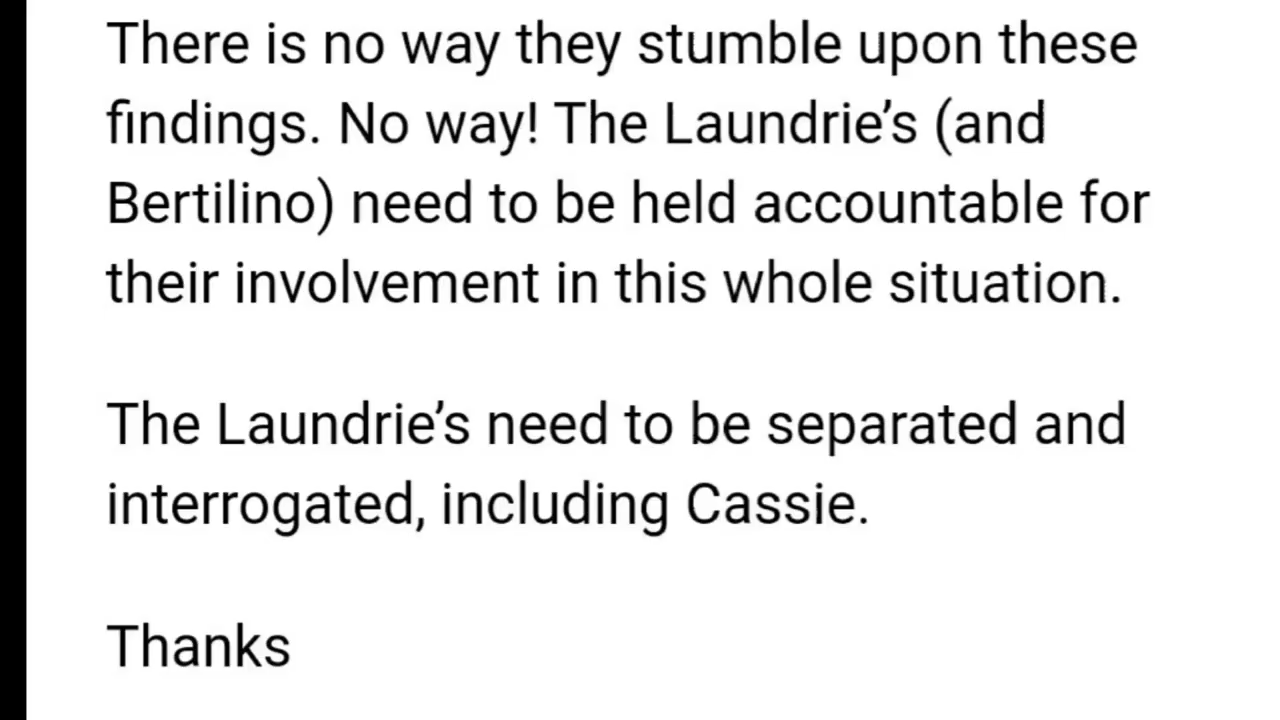 There is no way they stumble upon these
findings. No way! The Laundrie’s (and
Bertilino) need to be held accountable for
their involvement in this whole situation.
The Laundrie’s need to be separated and
interrogated, including Cassie.
Thanks